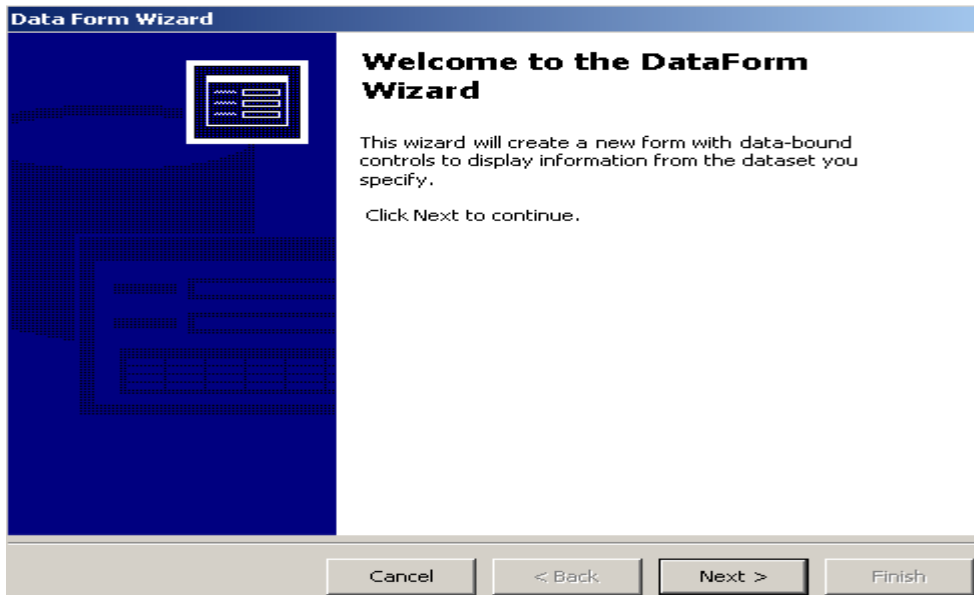 Data Form Wizard
Welcome to the DataForm
Wizard
This wizard will create a new form with data-bound
controls to display information from the dataset you
specify.
Click Next to continue.
Cancel
< Back
Next >
Finish